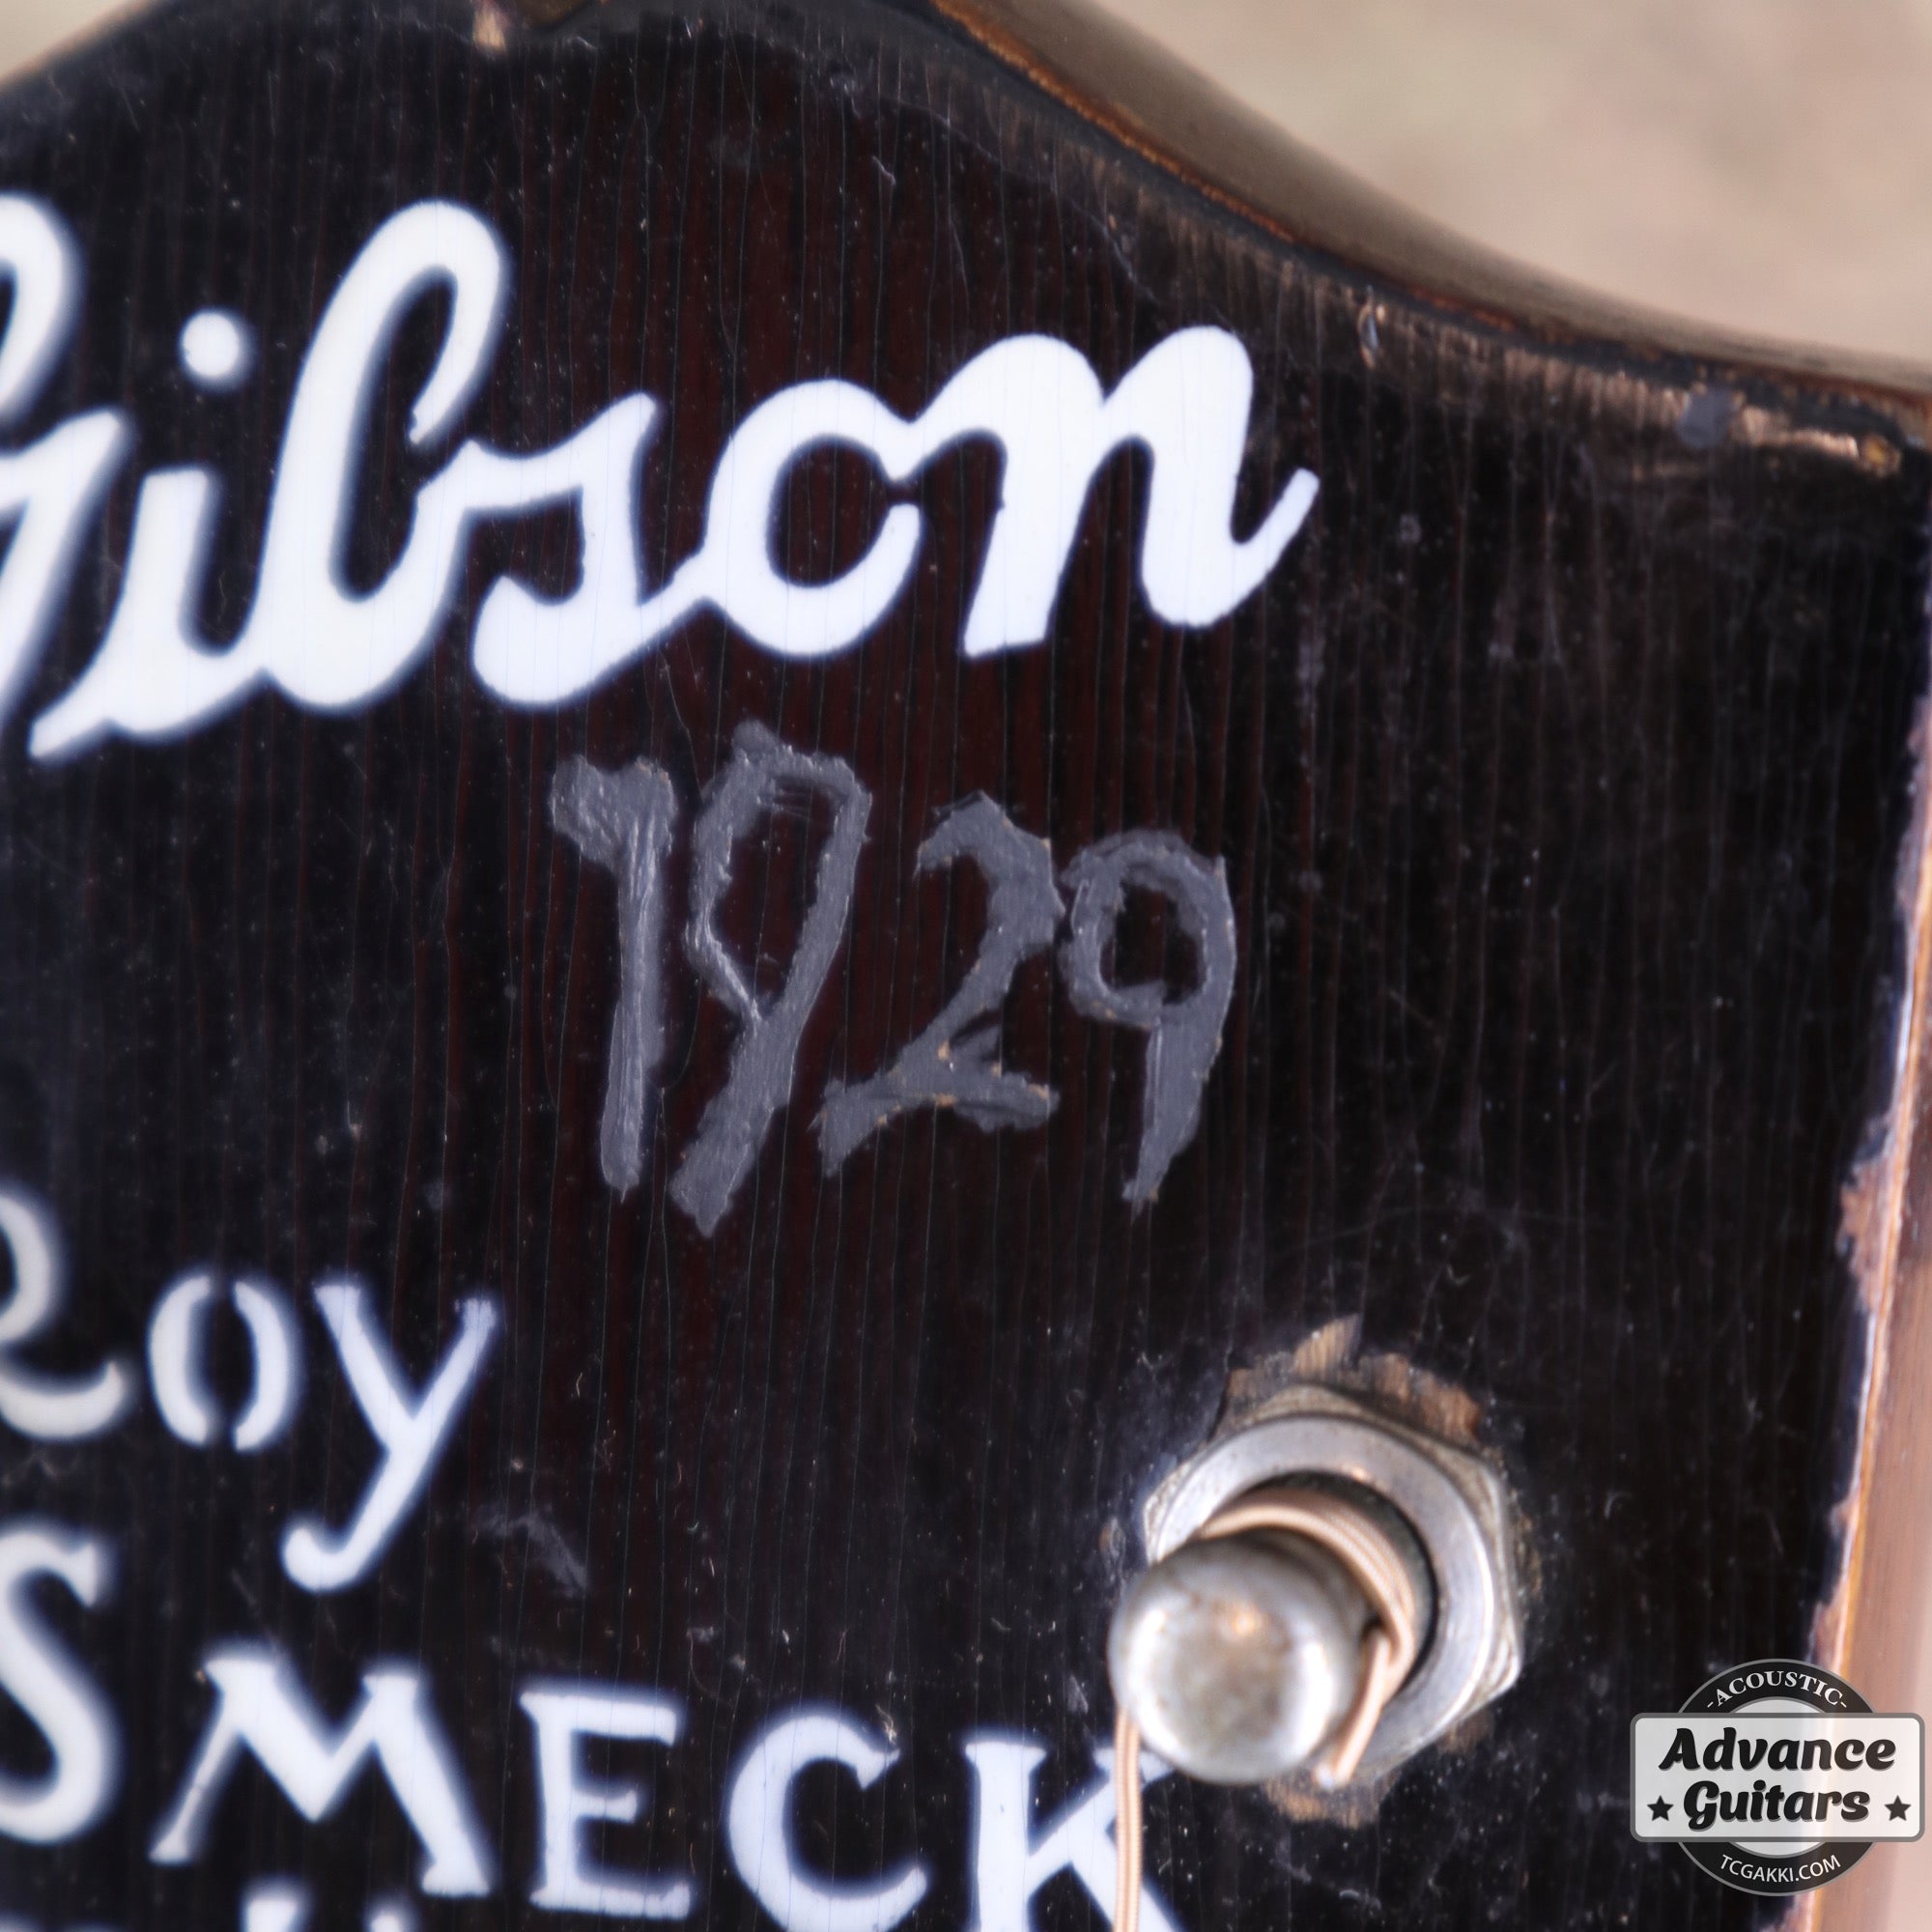 Gibson
1929
Roy
SMECK
-ACOUSTIC-
Advance
Guitars
TCGAKKI.COM